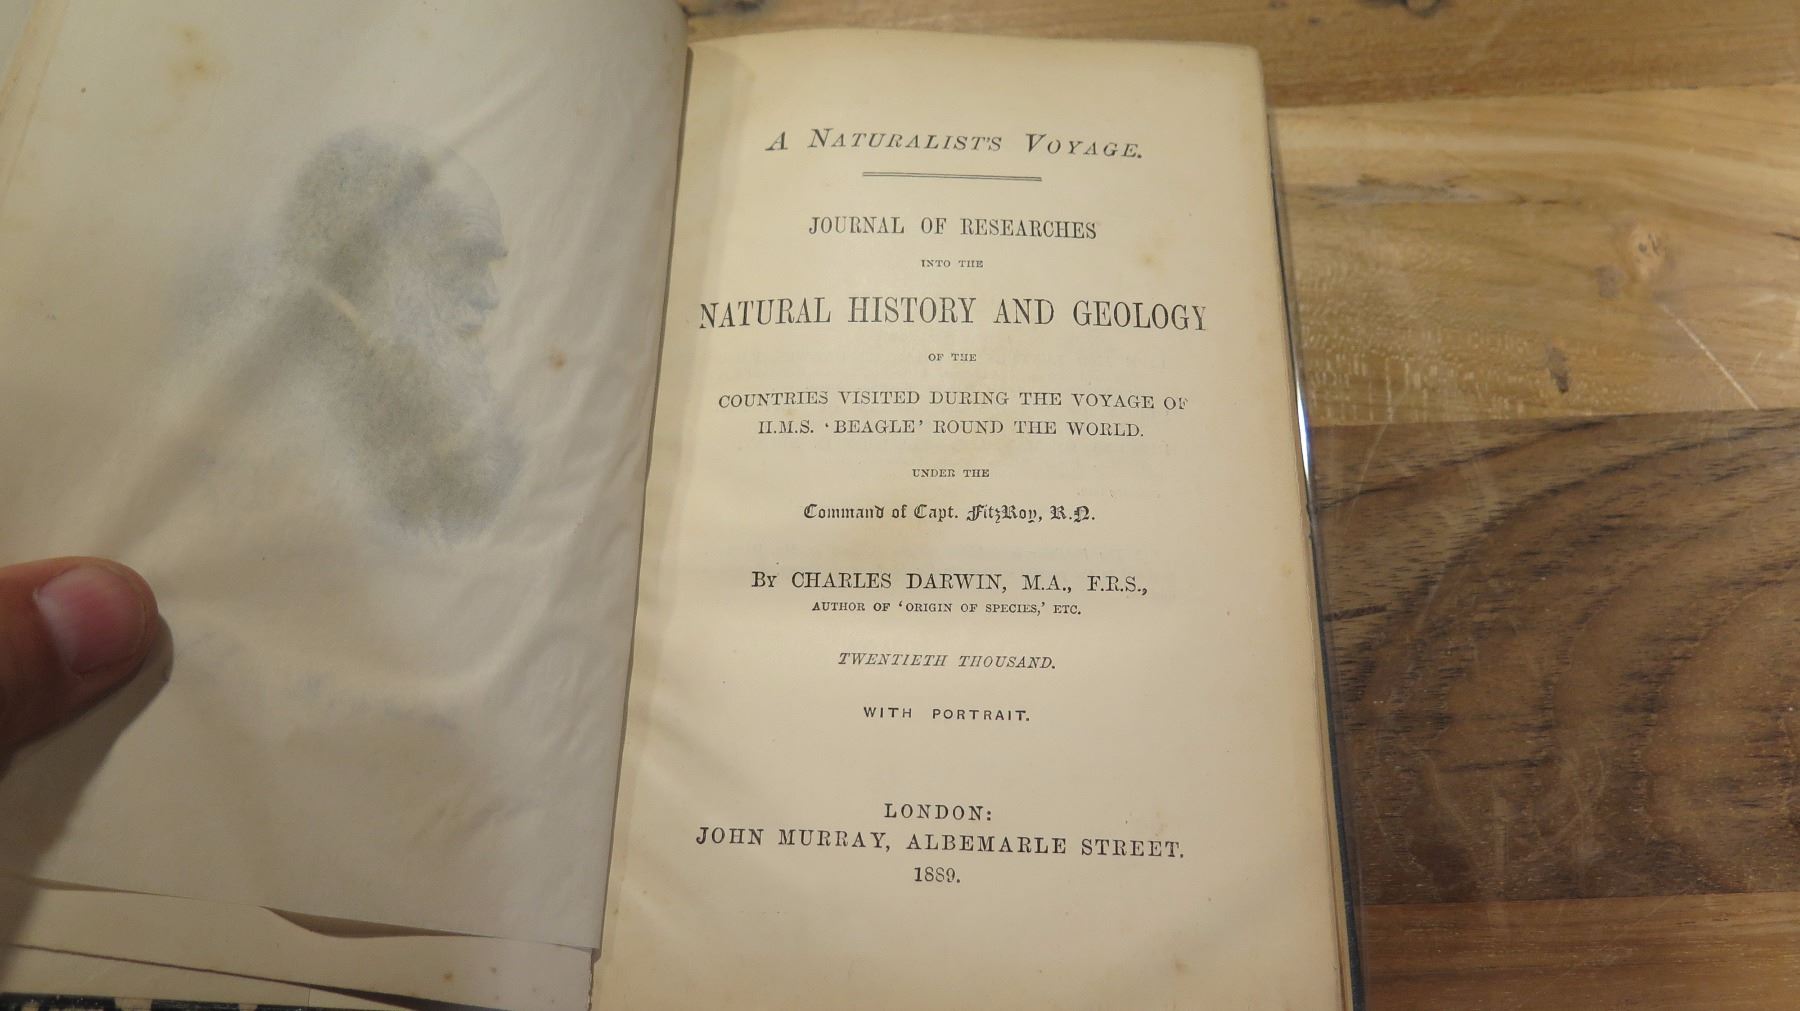 A NATURALIST'S VOYAGE.
JOURNAL OF RESEARCHES
INTO THE
NATURAL HISTORY AND GEOLOGY
OF THE
COUNTRIES VISITED DURING THE VOYAGE OF
H.M.S. ‘BEAGLE’ ROUND THE WORLD.
UNDER THE
Command of Capt. FitzRoy, R.N.
BY CHARLES DARWIN, M.A., F.R.S.,
AUTHOR OF ‘ORIGIN OF SPECIES,’ ETC.
TWENTIETH THOUSAND.
WITH PORTRAIT.
LONDON:
JOHN MURRAY, ALBEMARLE STREET.
1889.